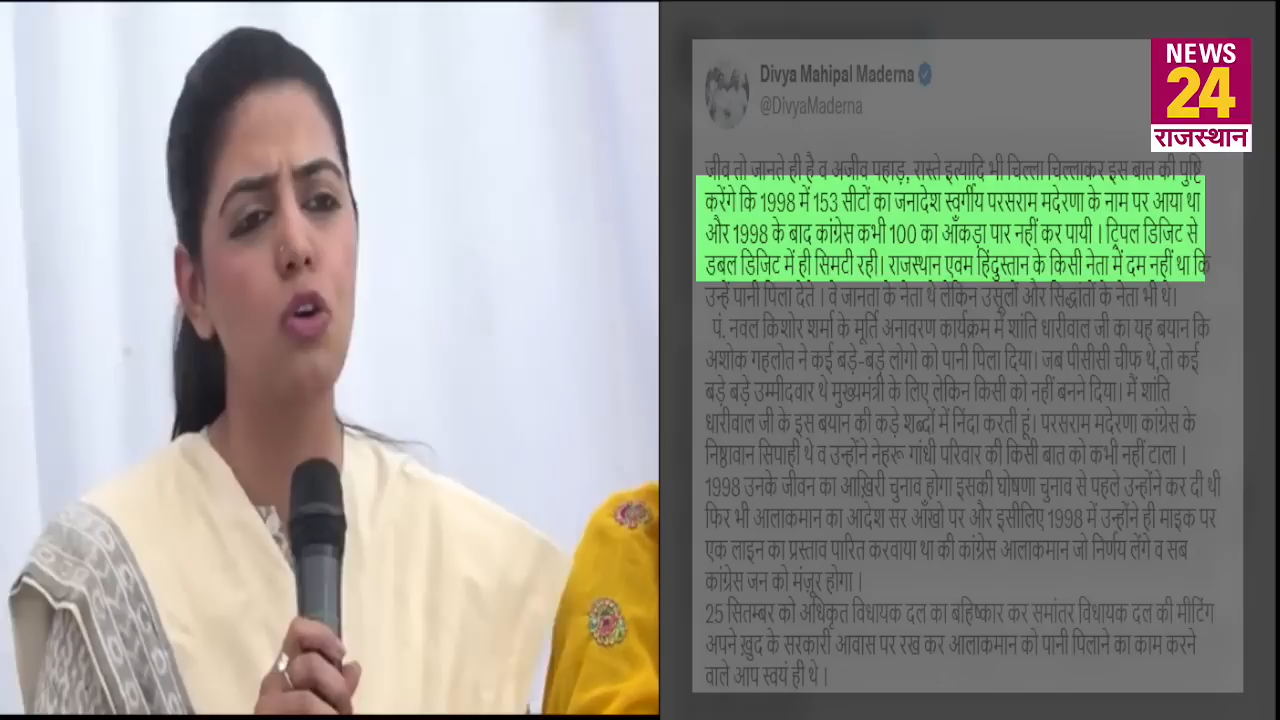 Divya Mahipal Maderna
@DivyaMaderna
NEWS
24
राजस्थान
जीव तो जानते ही है व अजीव पहाड़, रास्ते इत्यादि भी चिल्ला चिल्लाकर इस बात की पुष्टि
करेंगे कि 1998 में 153 सीटों का जनादेश स्वर्गीय परसराम मदेरणा के नाम पर आया था
और 1998 के बाद कांग्रेस कभी 100 का आँकड़ा पार नहीं कर पायी । ट्रिपल डिजिट से
डबल डिजिट में ही सिमटी रही। राजस्थान एवम हिंदुस्तान के किसी नेता में दम नहीं था कि
उन्हें पानी पिला देते । वे जानता के नेता थे लेकिन उसूलों और सिद्धांतों के नेता भी थे।
पं. नवल किशोर शर्मा के मूर्ति अनावरण कार्यक्रम में शांति धारीवाल जी का यह बयान कि
अशोक गहलोत ने कई बड़े-बड़े लोगो को पानी पिला दिया। जब पीसीसी चीफ थे,तो कई
बड़े बड़े उम्मीदवार थे मुख्यमंत्री के लिए लेकिन किसी को नहीं बनने दिया। मैं शांति
धारीवाल जी के इस बयान की कड़े शब्दों में निंदा करती हूं। परसराम मदेरणा कांग्रेस के
निष्ठावान सिपाही थे व उन्होंने नेहरू गांधी परिवार की किसी बात को कभी नहीं टाला ।
1998 उनके जीवन का आख़िरी चुनाव होगा इसकी घोषणा चुनाव से पहले उन्होंने कर दी थी
फिर भी आलाकमान का आदेश सर आँखो पर और इसीलिए 1998 में उन्होंने ही माइक पर
एक लाइन का प्रस्ताव पारित करवाया था की कांग्रेस आलाकमान जो निर्णय लेंगे व सब
कांग्रेस जन को मंज़ूर होगा ।
25 सितम्बर को अधिकृत विधायक दल का बहिष्कार कर समांतर विधायक दल की मीटिंग
अपने ख़ुद के सरकारी आवास पर रख कर आलाकमान को पानी पिलाने का काम करने
वाले आप स्वयं ही थे ।